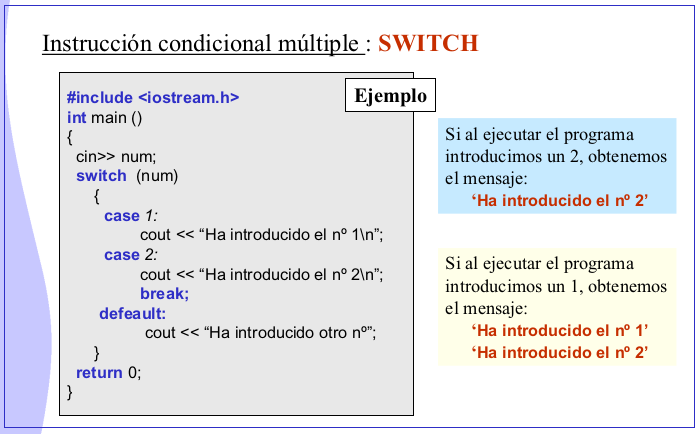 Instrucción condicional múltiple : SWITCH
Ejemplo
#include <iostream.h>
int main ()
{
cin>> num;
switch (num)
{
case 1:
cout << “Ha introducido el nº 1\n”;
case 2:
cout << “Ha introducido el nº 2\n”;
break;
defeault:
cout << “Ha introducido otro nº”;
}
return 0;
}
Si al ejecutar el programa
introducimos un 2, obtenemos
el mensaje:
‘Ha introducido el nº 2’
Si al ejecutar el programa
introducimos un 1, obtenemos
el mensaje:
‘Ha introducido el nº 1’
‘Ha introducido el nº 2’